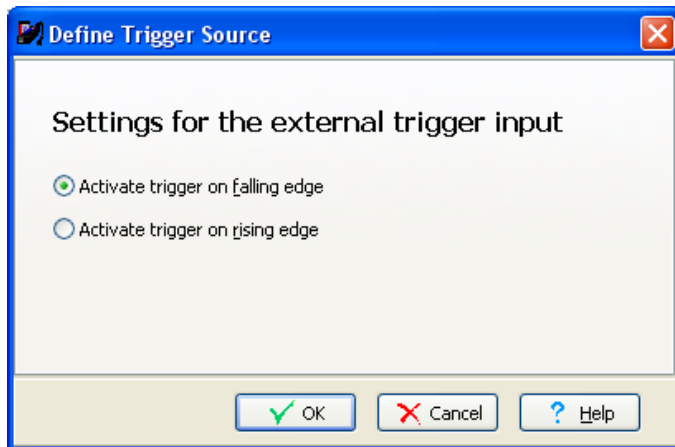 Define Trigger Source
Settings for the external trigger input
Activate trigger on falling edge
Activate trigger on rising edge
OK Cancel Help